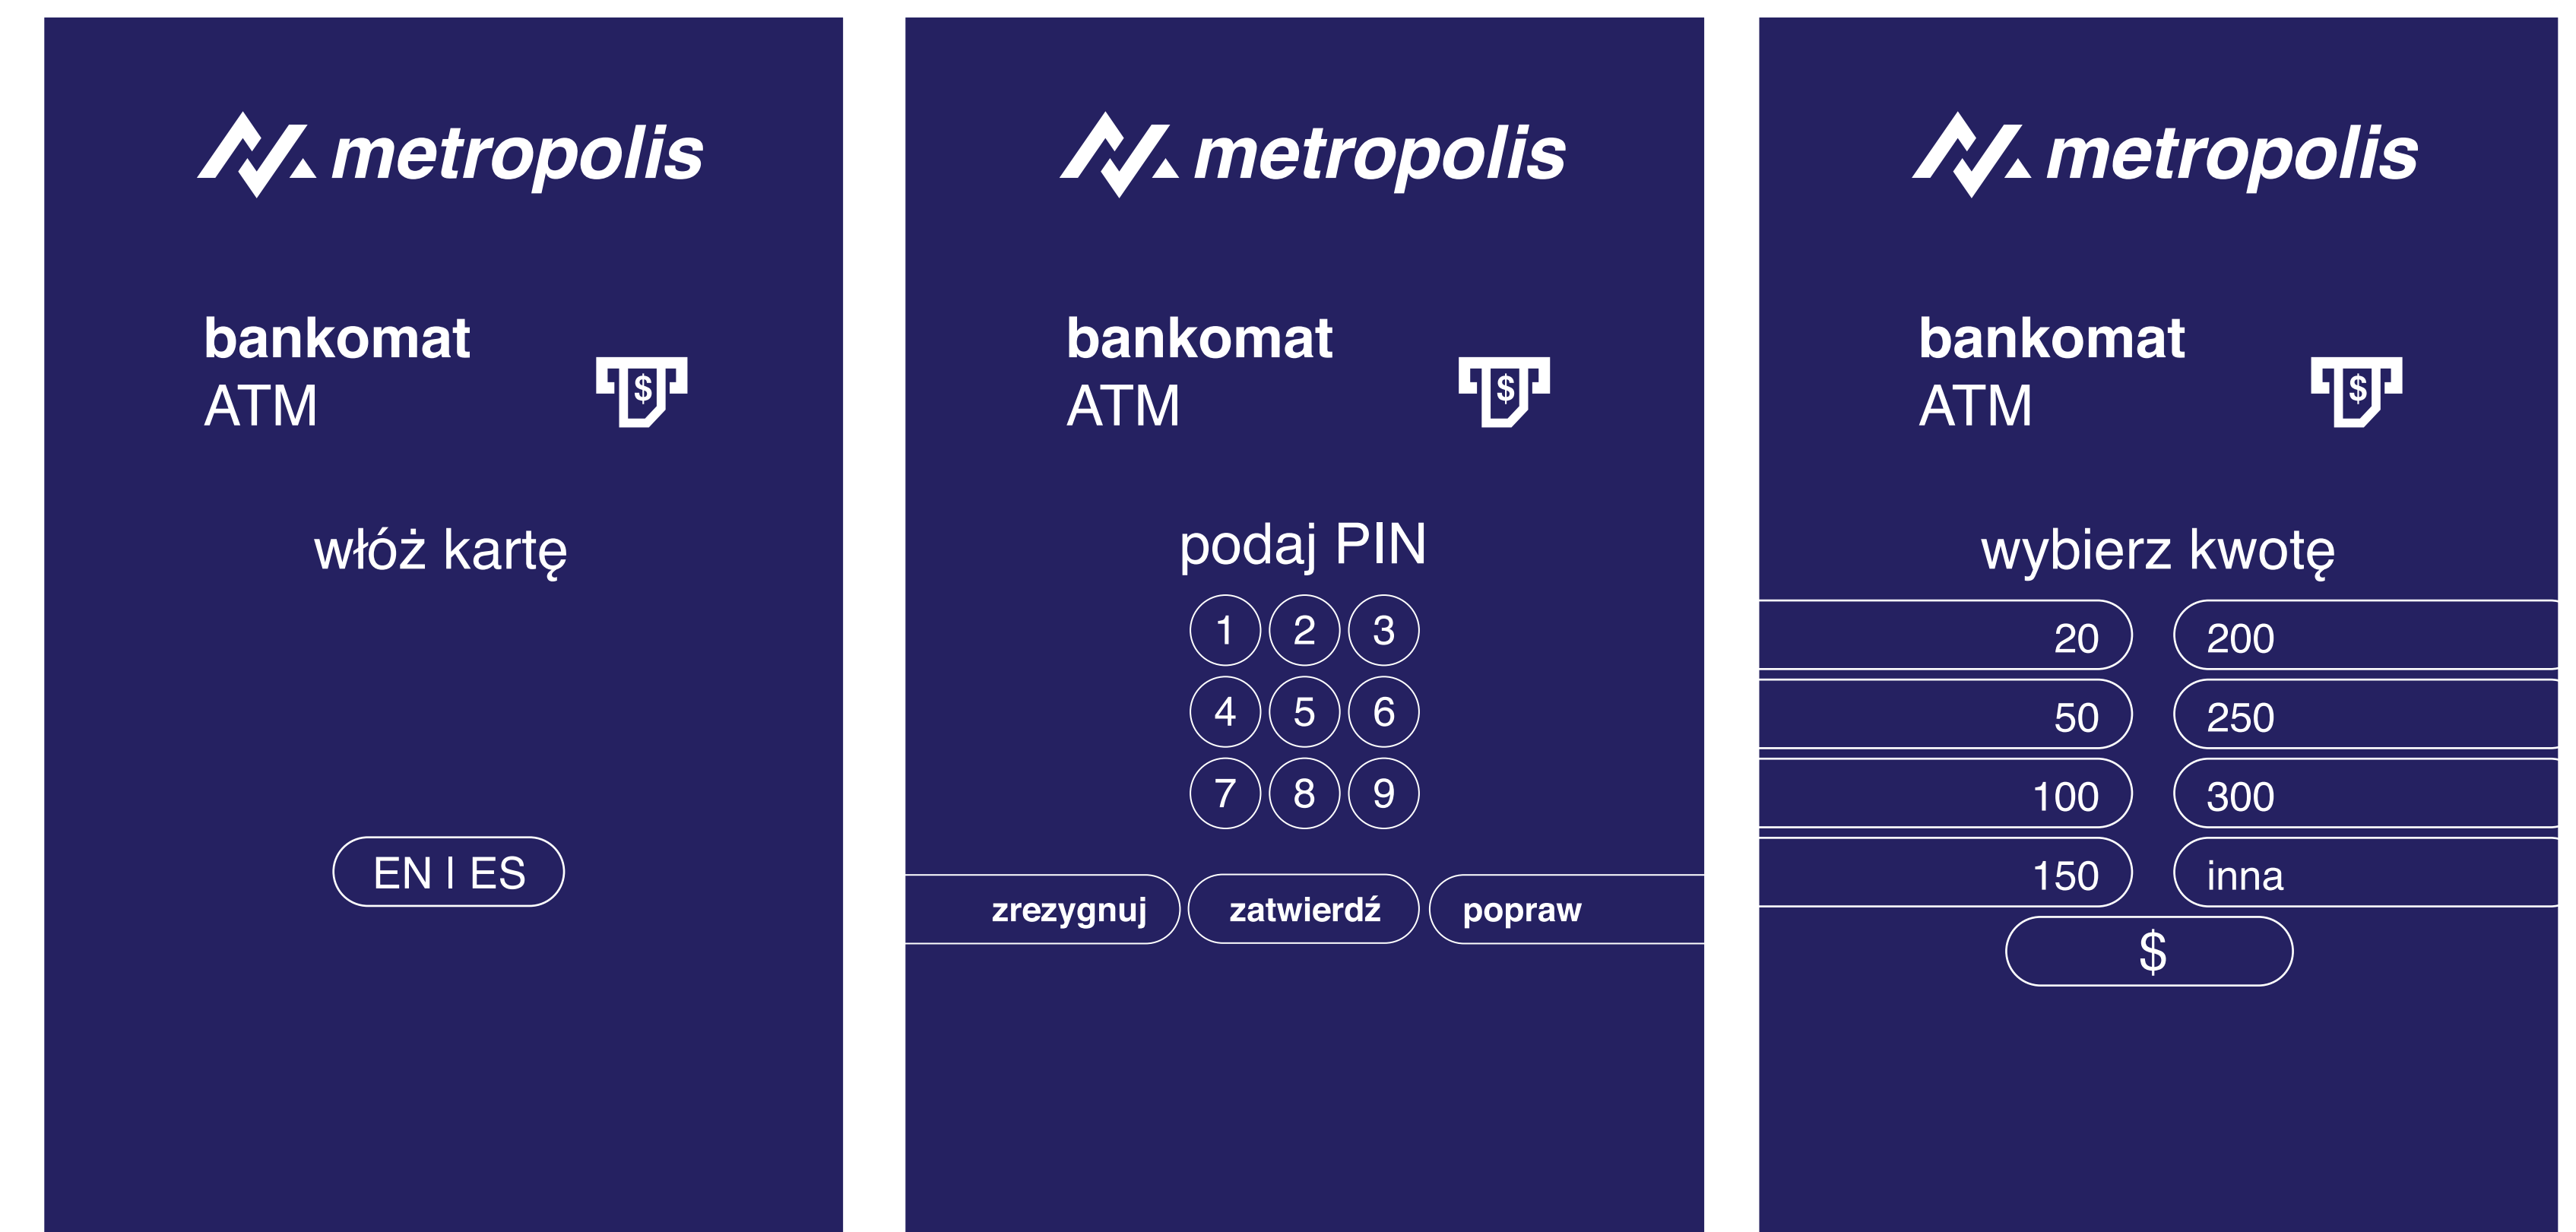 metropolis
bankomat
ATM
$
włóż kartę
EN | ES
metropolis
bankomat
ATM
$
podaj PIN
1 2 3
4 5 6
7 8 9
zrezygnuj zatwierdź popraw
metropolis
bankomat
ATM
$
wybierz kwotę
20 200
50 250
100 300
150 inna
$